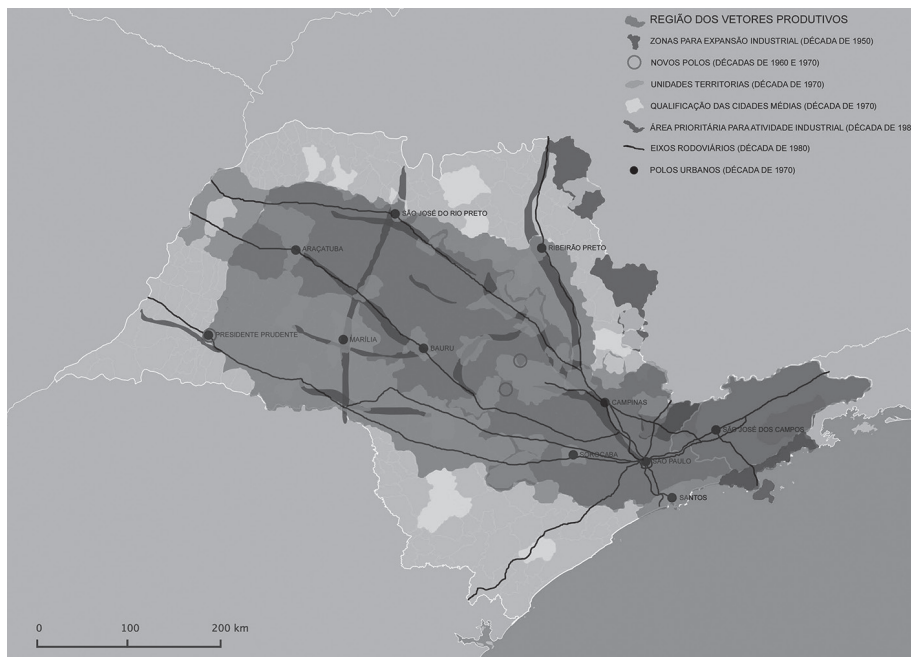 REGIÃO DOS VETORES PRODUTIVOS
ZONAS PARA EXPANSÃO INDUSTRIAL (DÉCADA DE 1950)
NOVOS POLOS (DÉCADAS DE 1960 E 1970)
UNIDADES TERRITORIAS (DÉCADA DE 1970)
QUALIFICAÇÃO DAS CIDADES MÉDIAS (DÉCADA DE 1970)
ÁREA PRIORITÁRIA PARA ATIVIDADE INDUSTRIAL (DÉCADA DE 198
EIXOS RODOVIÁRIOS (DÉCADA DE 1980)
POLOS URBANOS (DÉCADA DE 1970)
SÃO JOSÉ DO RIO PRETO
RIBEIRÃO PRETO
ARAÇATUBA
PRESIDENTE PRUDENTE
MARÍLIA
BAURU
CAMPINAS
SÃO JOSÉ DOS CAMPOS
SOROCABA
SÃO PAULO
SANTOS
0 100 200 km